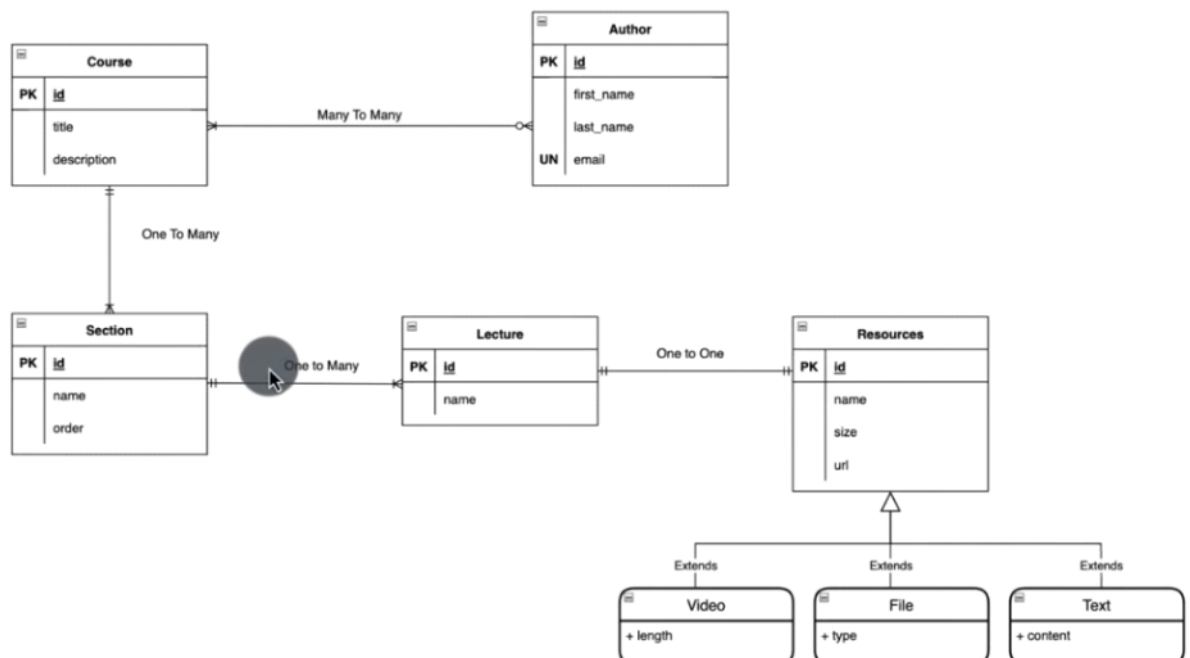 Course
PK id
title
description
Many To Many
Author
PK id
first_name
last_name
UN email
One To Many
Section
PK id
name
order
One to Many
Lecture
PK id
name
One to One
Resources
PK id
name
size
url
Extends
Extends
Extends
Video
+ length
File
+ type
Text
+ content